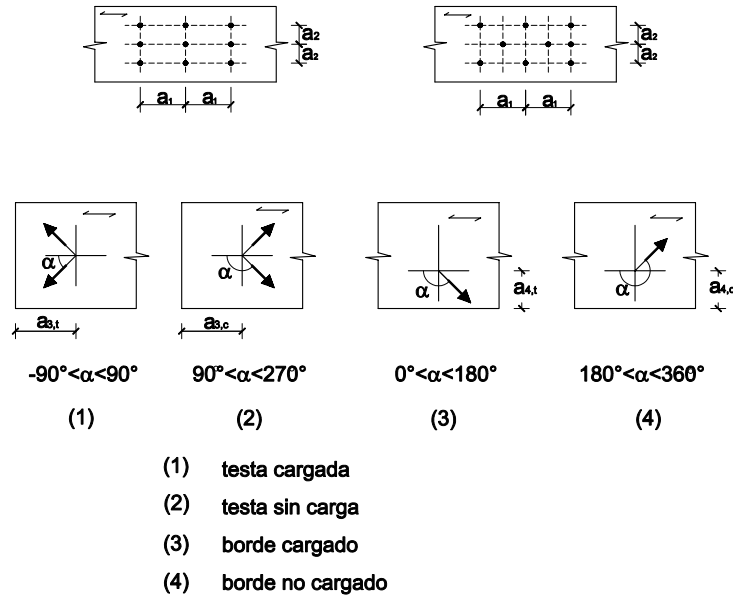 a2
a2
a1 a1
a2
a2
a1 a1
α
a3,t
α
a3,c
α
a4,t
α
a4,c
-90°<α<90°
90°<α<270°
0°<α<180°
180°<α<360°
(1)
(2)
(3)
(4)
(1) testa cargada
(2) testa sin carga
(3) borde cargado
(4) borde no cargado